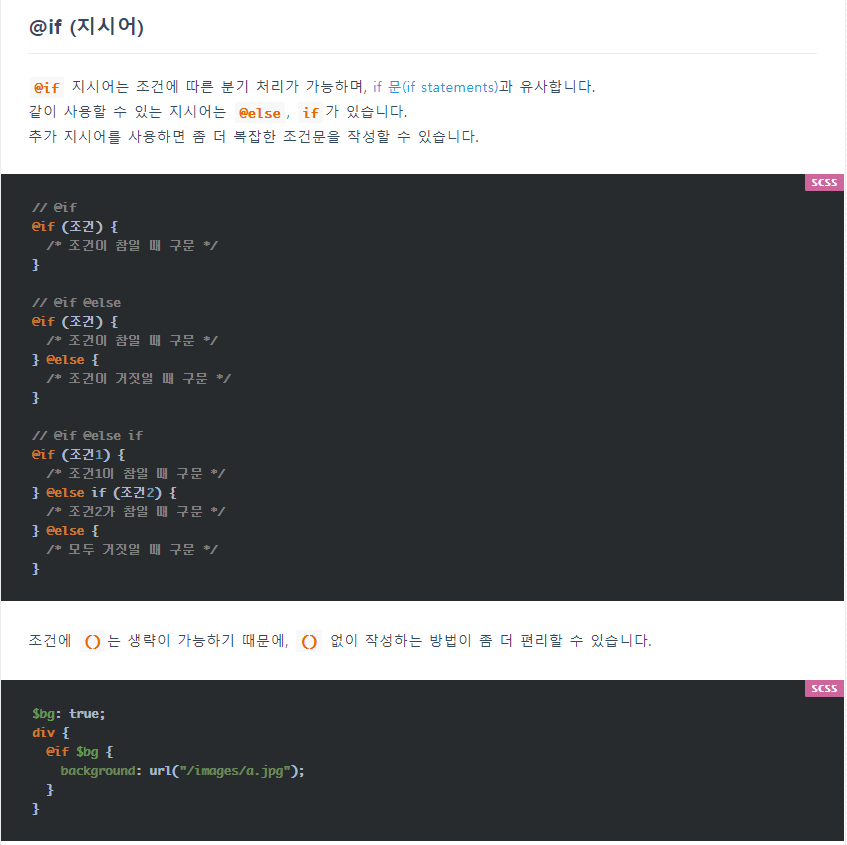 @if (지시어)
@if 지시어는 조건에 따른 분기 처리가 가능하며, if 문(if statements)과 유사합니다.
같이 사용할 수 있는 지시어는 @else, if가 있습니다.
추가 지시어를 사용하면 좀 더 복잡한 조건문을 작성할 수 있습니다.
SCSS
// @if
@if (조건) {
  /* 조건이 참일 때 구문 */
}
// @if @else
@if (조건) {
  /* 조건이 참일 때 구문 */
} @else {
  /* 조건이 거짓일 때 구문 */
}
// @if @else if
@if (조건1) {
  /* 조건1이 참일 때 구문 */
} @else if (조건2) {
  /* 조건2가 참일 때 구문 */
} @else {
  /* 모두 거짓일 때 구문 */
}
조건에 ()는 생략이 가능하기 때문에, () 없이 작성하는 방법이 좀 더 편리할 수 있습니다.
SCSS
$bg: true;
div {
  @if $bg {
    background: url("/images/a.jpg");
  }
}